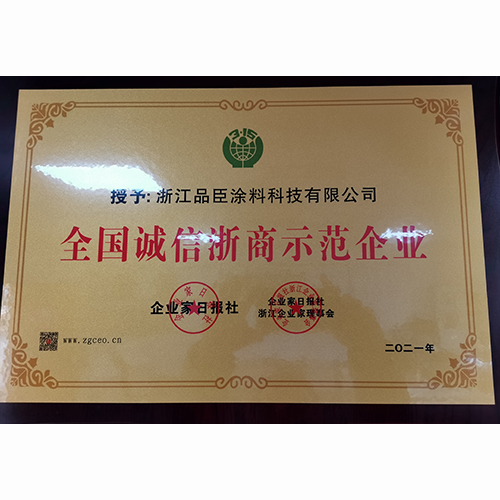 3·15
授予：浙江品臣涂料科技有限公司
全国诚信浙商示范企业
企业家日报社
企业家日报社
浙江企业家理事会
www.zgceo.cn
二〇二一年